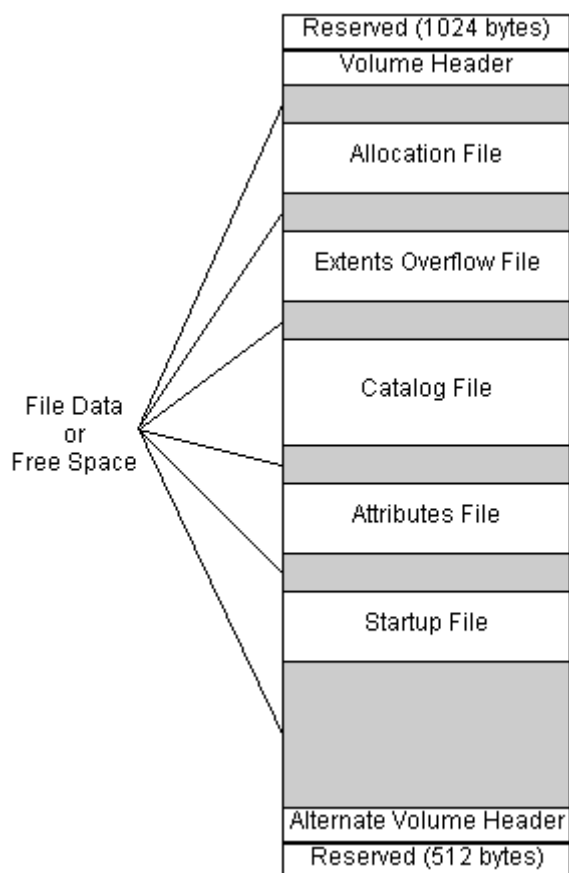 Reserved (1024 bytes)
Volume Header
Allocation File
Extents Overflow File
Catalog File
File Data
or
Free Space
Attributes File
Startup File
Alternate Volume Header
Reserved (512 bytes)